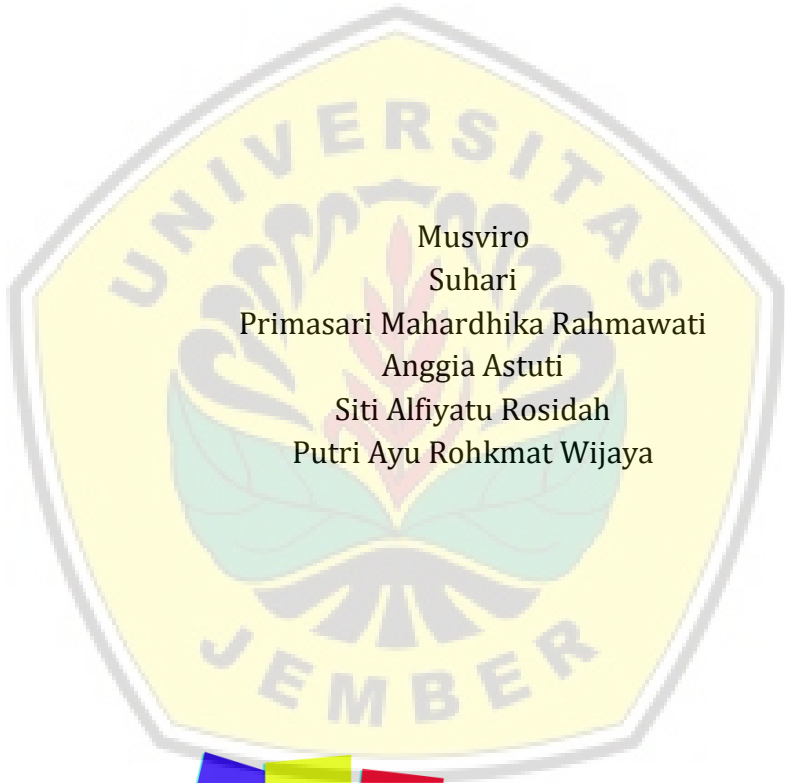 UNIVERSITAS
Musviro
Suhari
Primasari Mahardhika Rahmawati
Anggia Astuti
Siti Alfiyatu Rosidah
Putri Ayu Rohkmat Wijaya
JEMBER